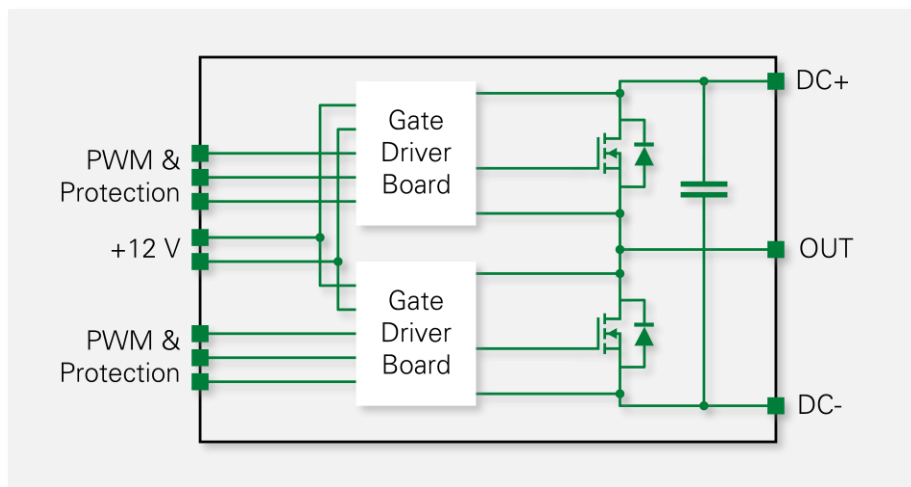 DC+
Gate
Driver
Board
PWM &
Protection
+12 V
OUT
Gate
Driver
Board
PWM &
Protection
DC-